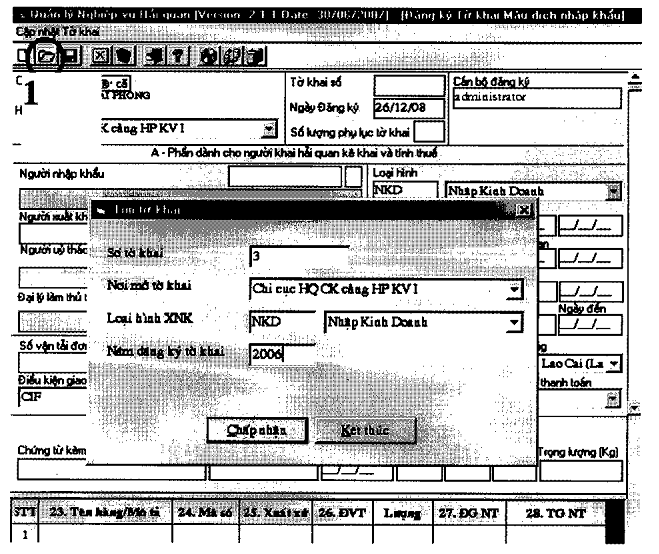 Quản lý Nghiệp vụ Hải quan [Version 2.1.1 Date 30/06/2007] - [Đăng ký Tờ khai Mậu dịch nhập khẩu]
Cập nhật Tờ khai
1
Tờ khai số
Cán bộ đăng ký
administrator
Ngày Đăng ký
26/12/08
K cảng HP KV I
Số lượng phụ lục tờ khai
A - Phần dành cho người khai hải quan kê khai và tính thuế
Người nhập khẩu
Loại hình
NKD
Nhập Kinh Doanh
Người xuất kh
Người uỷ thác
Đại lý làm thủ t
Ngày đến
Số vận tải đơ
Lao Cai (La
Điều kiện giao
thanh toán
CIF
Tìm tờ khai
Số tờ khai
3
Nơi mở tờ khai
Chi cục HQ CK cảng HP KV I
Loại hình XNK
NKD
Nhập Kinh Doanh
Năm đăng ký tờ khai
2006
Chấp nhận
Kết thúc
Chứng từ kèm
Trọng lượng (Kg)
STT
23. Tên hàng/Mô tả
24. Mã số
25. Xuất xứ
26. ĐVT
Lượng
27. ĐG NT
28. TG NT
1